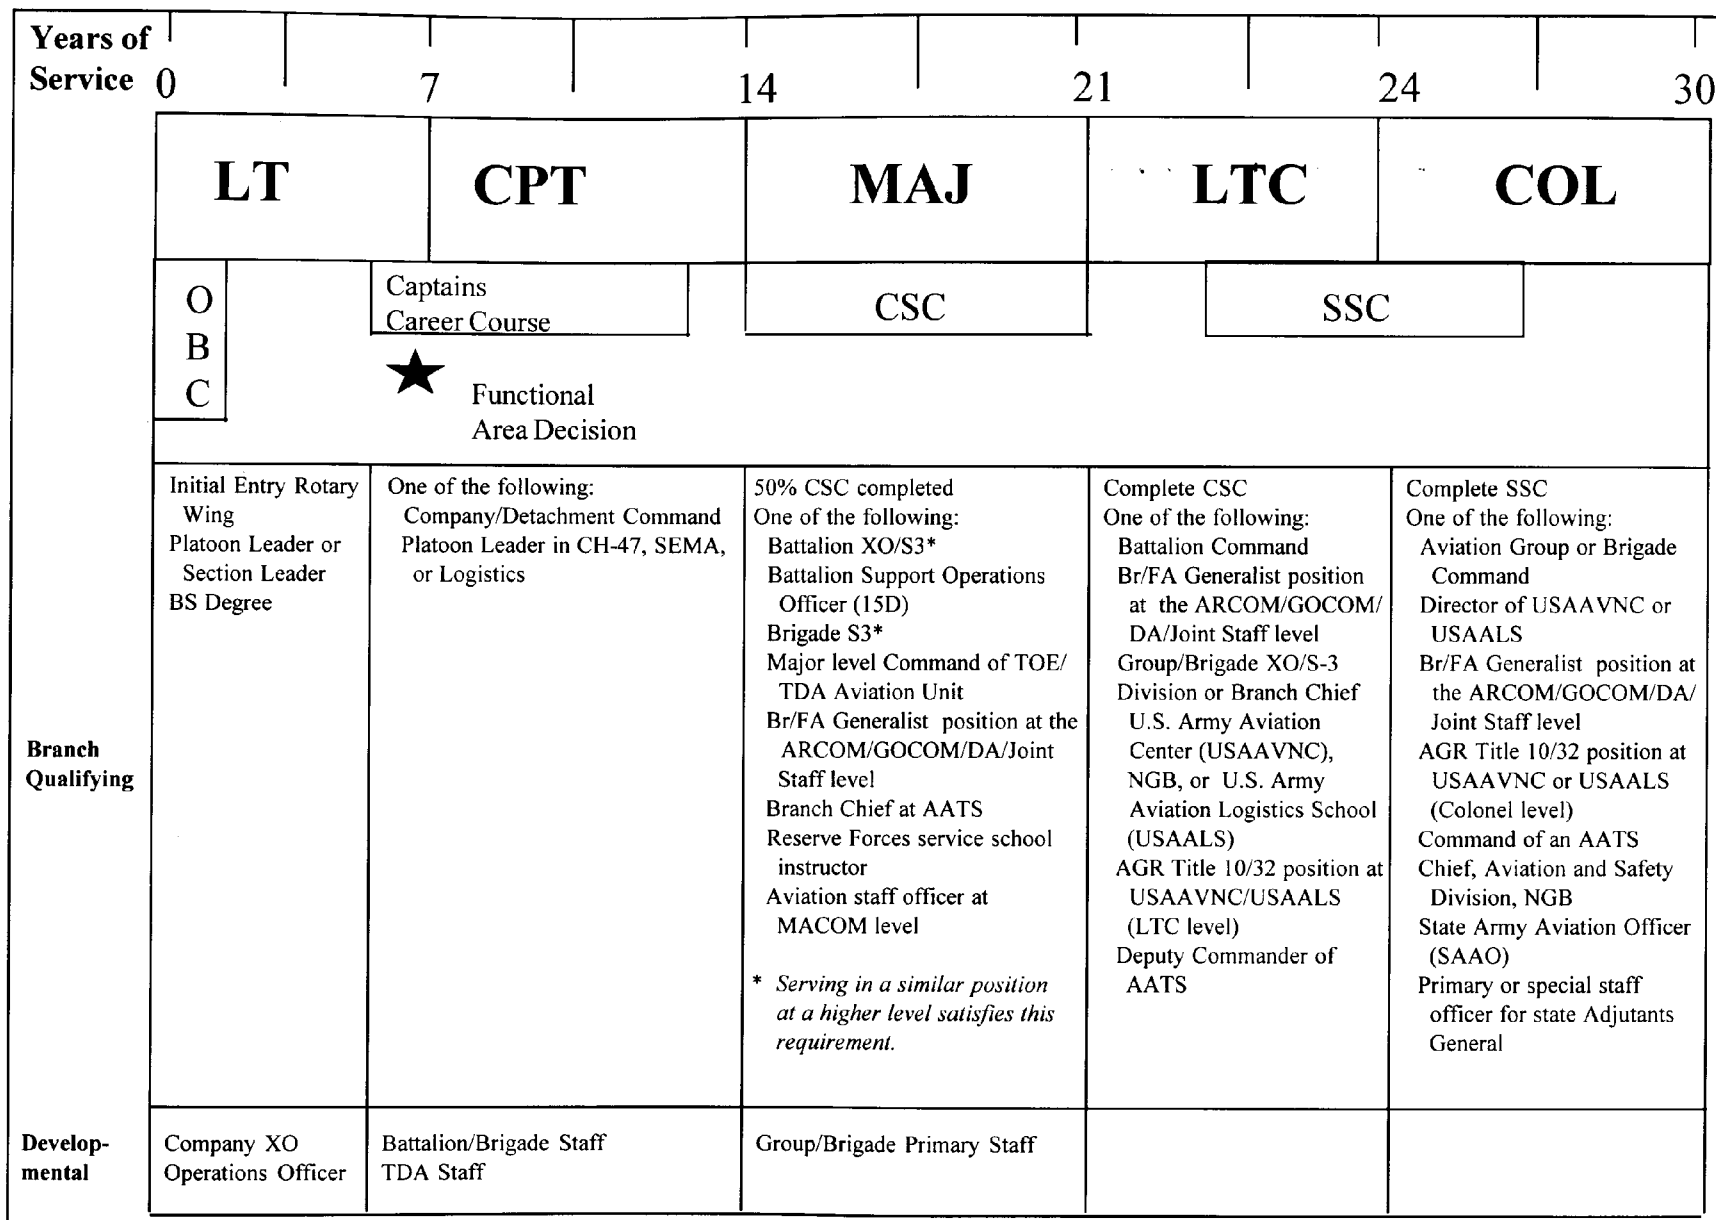 Years of
Service 0 7 14 21 24 30
LT CPT MAJ LTC COL
O
B
C
Captains
Career Course
CSC
SSC
Functional
Area Decision
Branch
Qualifying
Initial Entry Rotary
Wing
Platoon Leader or
Section Leader
BS Degree
One of the following:
Company/Detachment Command
Platoon Leader in CH-47, SEMA,
or Logistics
50% CSC completed
One of the following:
Battalion XO/S3*
Battalion Support Operations
Officer (15D)
Brigade S3*
Major level Command of TOE/
TDA Aviation Unit
Br/FA Generalist position at the
ARCOM/GOCOM/DA/Joint
Staff level
Branch Chief at AATS
Reserve Forces service school
instructor
Aviation staff officer at
MACOM level
* Serving in a similar position
at a higher level satisfies this
requirement.
Complete CSC
One of the following:
Battalion Command
Br/FA Generalist position
at the ARCOM/GOCOM/
DA/Joint Staff level
Group/Brigade XO/S-3
Division or Branch Chief
U.S. Army Aviation
Center (USAAVNC),
NGB, or U.S. Army
Aviation Logistics School
(USAALS)
AGR Title 10/32 position at
USAAVNC/USAALS
(LTC level)
Deputy Commander of
AATS
Complete SSC
One of the following:
Aviation Group or Brigade
Command
Director of USAAVNC or
USAALS
Br/FA Generalist position at
the ARCOM/GOCOM/DA/
Joint Staff level
AGR Title 10/32 position at
USAAVNC or USAALS
(Colonel level)
Command of an AATS
Chief, Aviation and Safety
Division, NGB
State Army Aviation Officer
(SAAO)
Primary or special staff
officer for state Adjutants
General
Develop-
mental
Company XO
Operations Officer
Battalion/Brigade Staff
TDA Staff
Group/Brigade Primary Staff